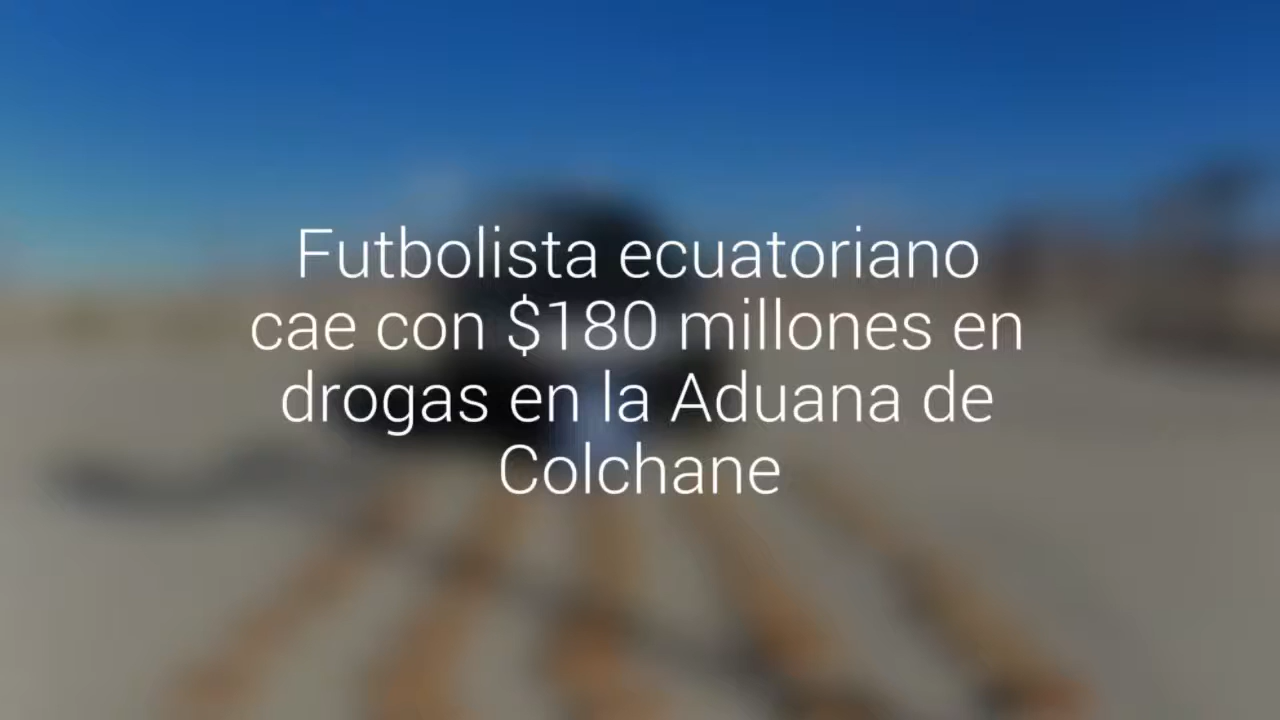 Futbolista ecuatoriano
cae con $180 millones en
drogas en la Aduana de
Colchane